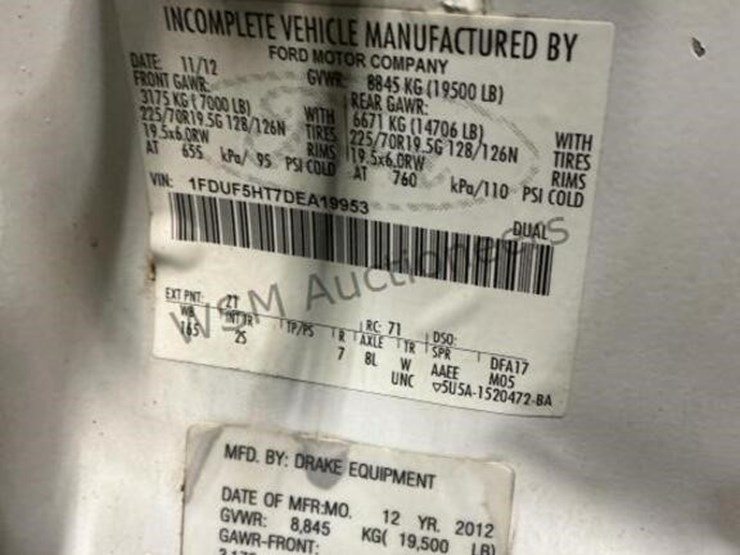 INCOMPLETE VEHICLE MANUFACTURED BY
FORD MOTOR COMPANY
DATE: 11/12 GVWR: 8845 KG (19500 LB)
FRONT GAWR: REAR GAWR:
3175 KG (7000 LB) WITH 6671 KG (14706 LB) WITH
225/70R19.5G 128/126N TIRES 225/70R19.5G 128/126N TIRES
19.5x6.0RW RIMS 19.5x6.0RW RIMS
AT 655 kPa/ 95 PSI COLD AT 760 kPa/110 PSI COLD
VIN: 1FDUF5HT7DEA19953
DUAL
WSM Auctioneers
EXT PNT: Z1 RC: 71 DSO:
WB INT TR TP/PS R AXLE TR SPR DFA17
165 2S 7 8L W AAEE M05
UNC ▽5U5A-1520472-BA
MFD. BY: DRAKE EQUIPMENT
DATE OF MFR:MO. 12 YR. 2012
GVWR: 8,845 KG( 19,500 LB)
GAWR-FRONT: